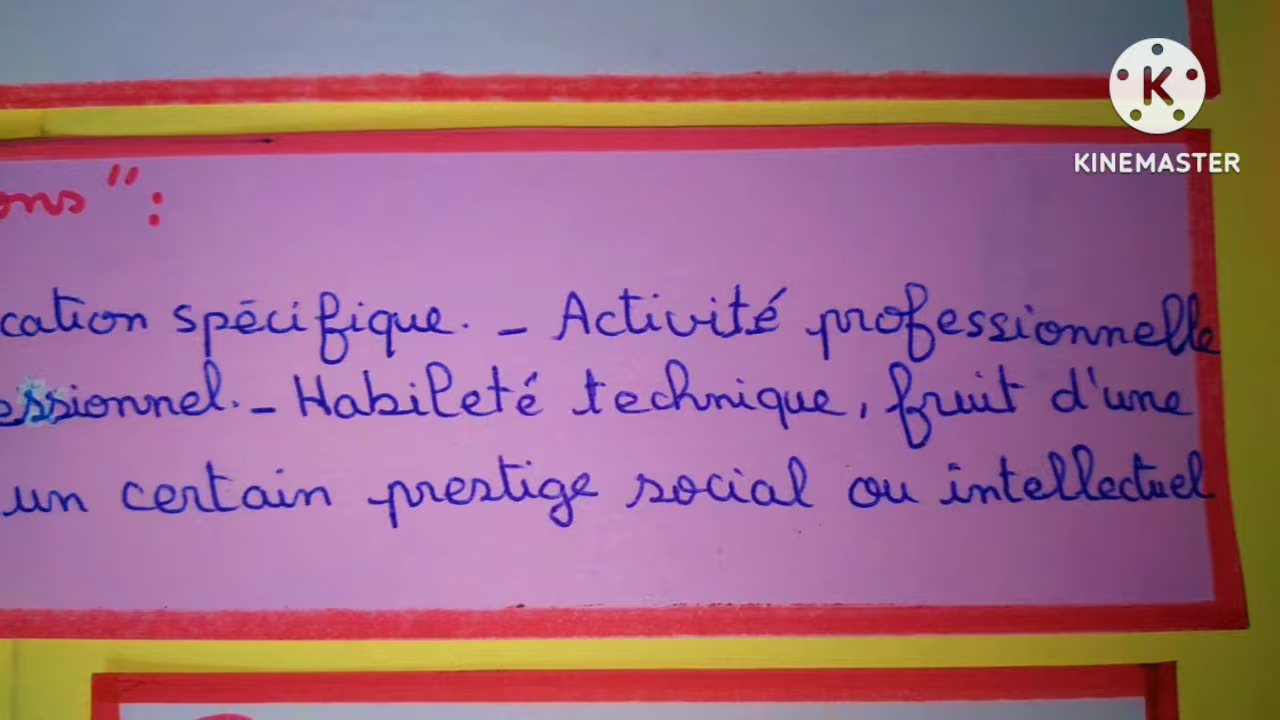 KINEMASTER
ons":
cation spécifique. - Activité professionnelle
essionnel. - Habileté technique, fruit d'une
un certain prestige social ou intellectuel